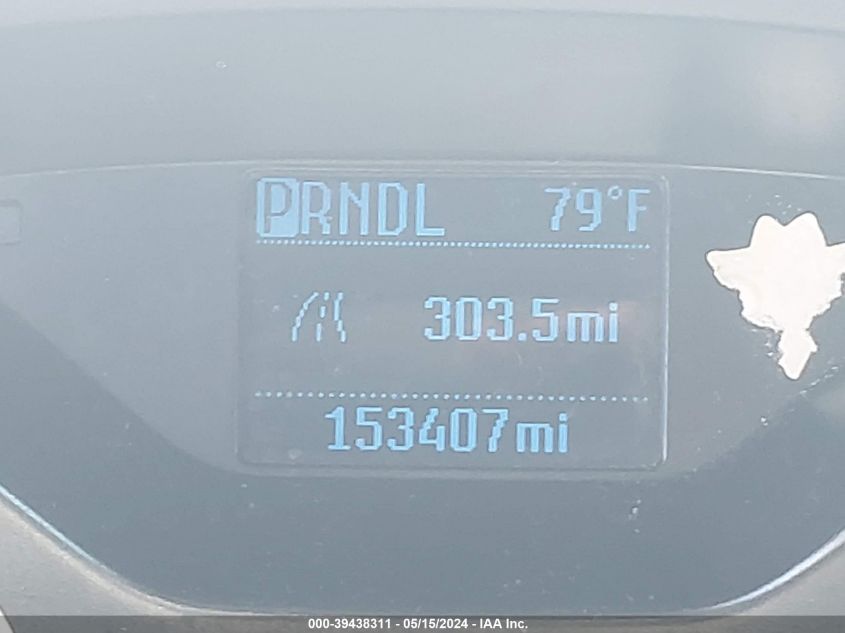 PRNDL 79°F
303.5mi
153407mi
000-39438311 - 05/15/2024 - IAA Inc.